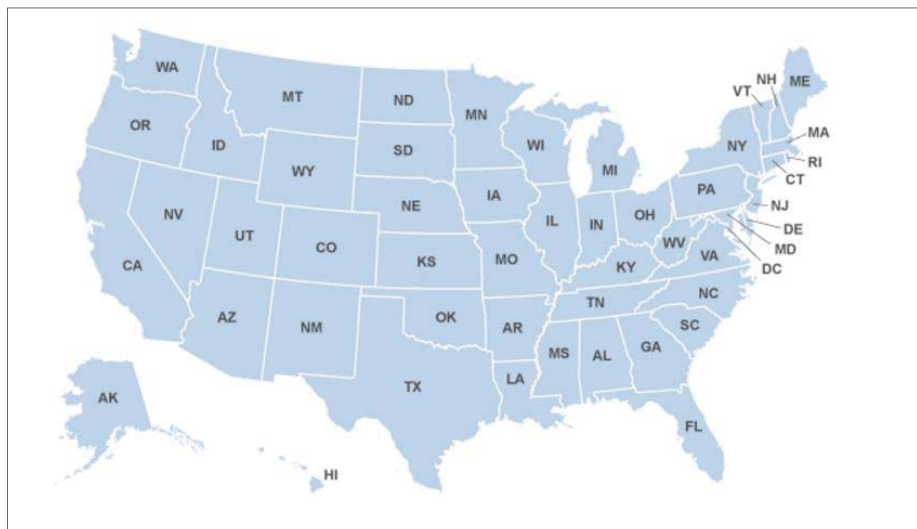 WA
MT
ND
MN
OR
ID
SD
WI
MI
VT
NH
ME
WY
NY
MA
RI
CT
NV
UT
NE
IA
PA
NJ
CO
IL
IN
OH
DE
MD
DC
CA
KS
MO
WV
KY
VA
AZ
NM
OK
AR
TN
NC
SC
MS
AL
GA
TX
LA
AK
FL
HI